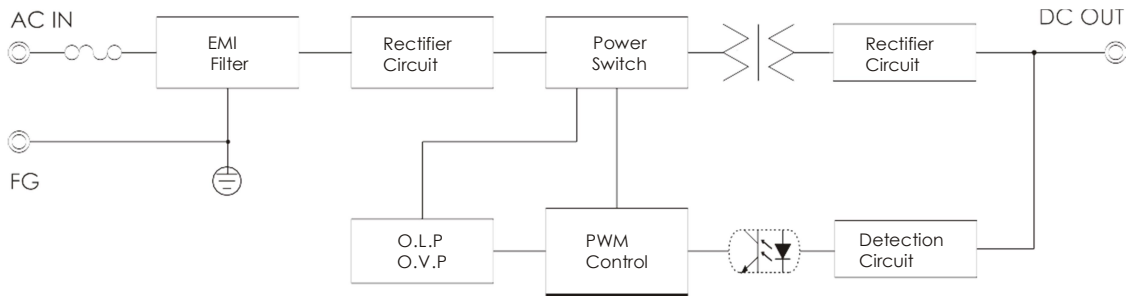 AC IN
DC OUT
EMI
Filter
Rectifier
Circuit
Power
Switch
Rectifier
Circuit
FG
O.L.P
O.V.P
PWM
Control
Detection
Circuit